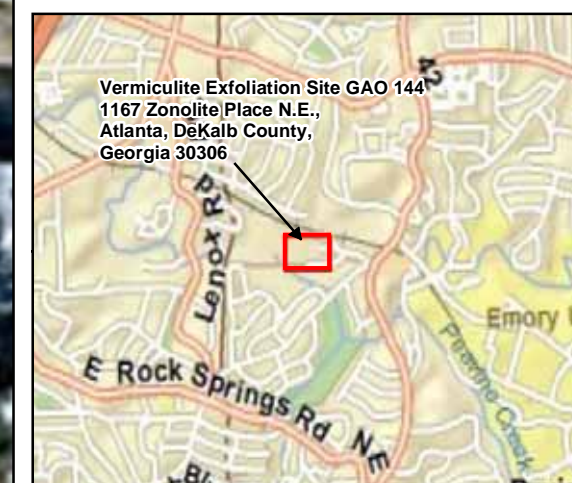 Vermiculite Exfoliation Site GAO 144
1167 Zonolite Place N.E.,
Atlanta, DeKalb County,
Georgia 30306
42
Lenox Rd
Emory U
Peavine Creek
E Rock Springs Rd NE